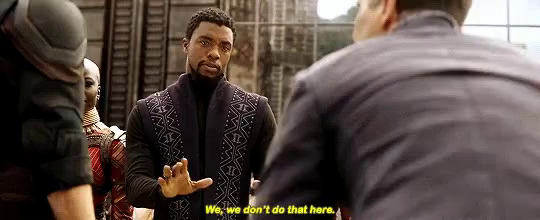 We, we don't do that here.